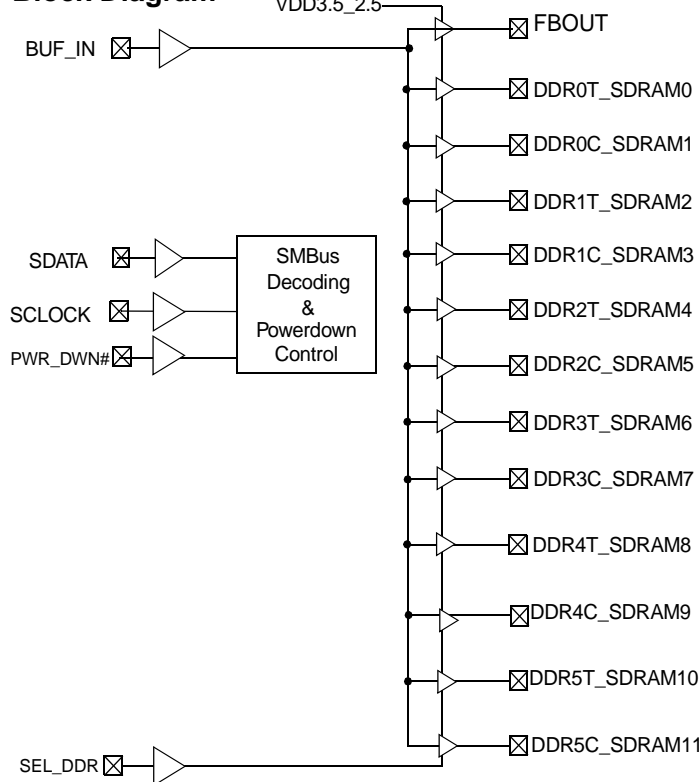 Block Diagram
VDD3.5_2.5
FBOUT
BUF_IN
DDR0T_SDRAM0
DDR0C_SDRAM1
DDR1T_SDRAM2
DDR1C_SDRAM3
SDATA
SMBus
Decoding
&
Powerdown
Control
SCLOCK
PWR_DWN#
DDR2T_SDRAM4
DDR2C_SDRAM5
DDR3T_SDRAM6
DDR3C_SDRAM7
DDR4T_SDRAM8
DDR4C_SDRAM9
DDR5T_SDRAM10
DDR5C_SDRAM11
SEL_DDR